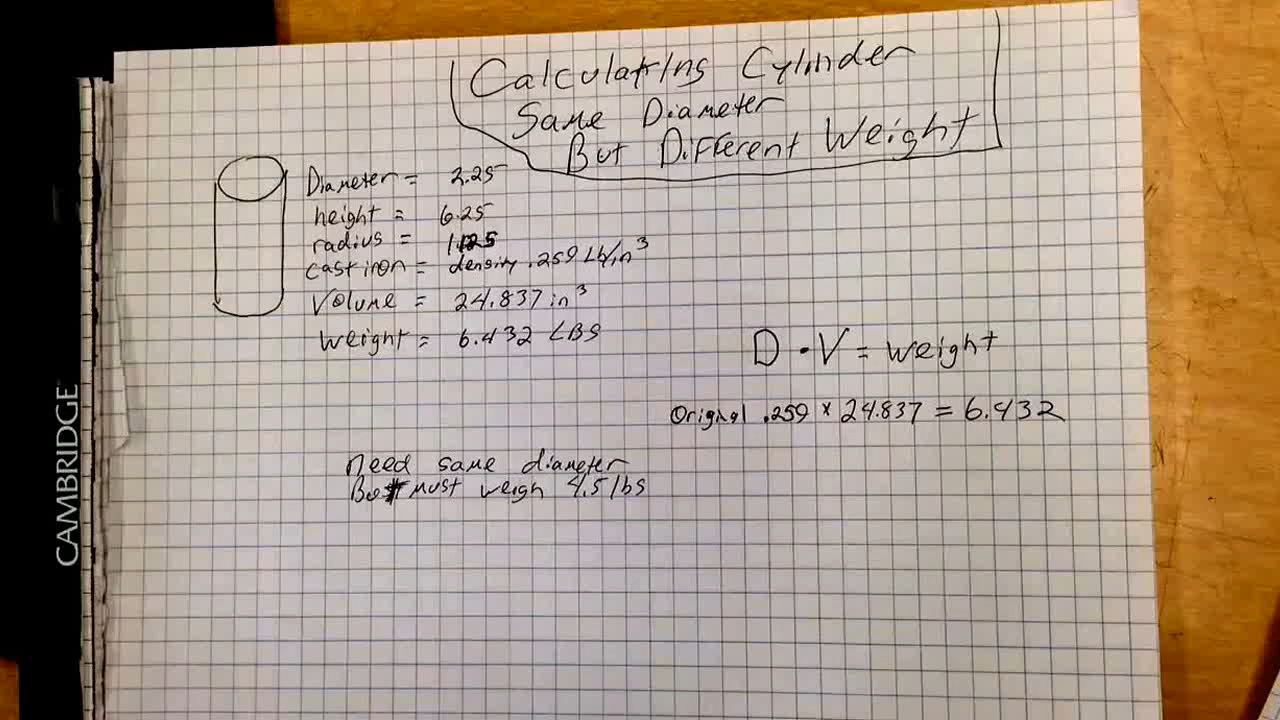 Calculating Cylinder
Same Diameter
But Different Weight
Diameter = 2.25
height = 6.25
radius = 1.125
cast iron = density .259 Lb/in³
Volume = 24.837 in³
weight = 6.432 LBS
D · V = weight
Original .259 × 24.837 = 6.432
need same diameter
But must weigh 4.5 lbs
CAMBRIDGE